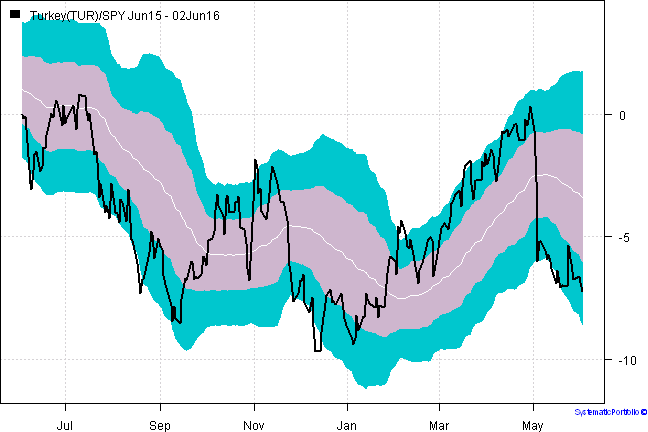 Turkey(TUR)/SPY Jun15 - 02Jun16
0
-5
-10
Jul Sep Nov Jan Mar May
SystematicPortfolio ©